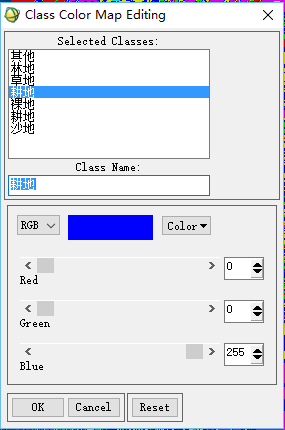 Class Color Map Editing
Selected Classes:
其他
林地
草地
耕地
裸地
耕地
沙地
Class Name:
耕地
RGB
Color
Red
0
Green
0
Blue
255
OK
Cancel
Reset